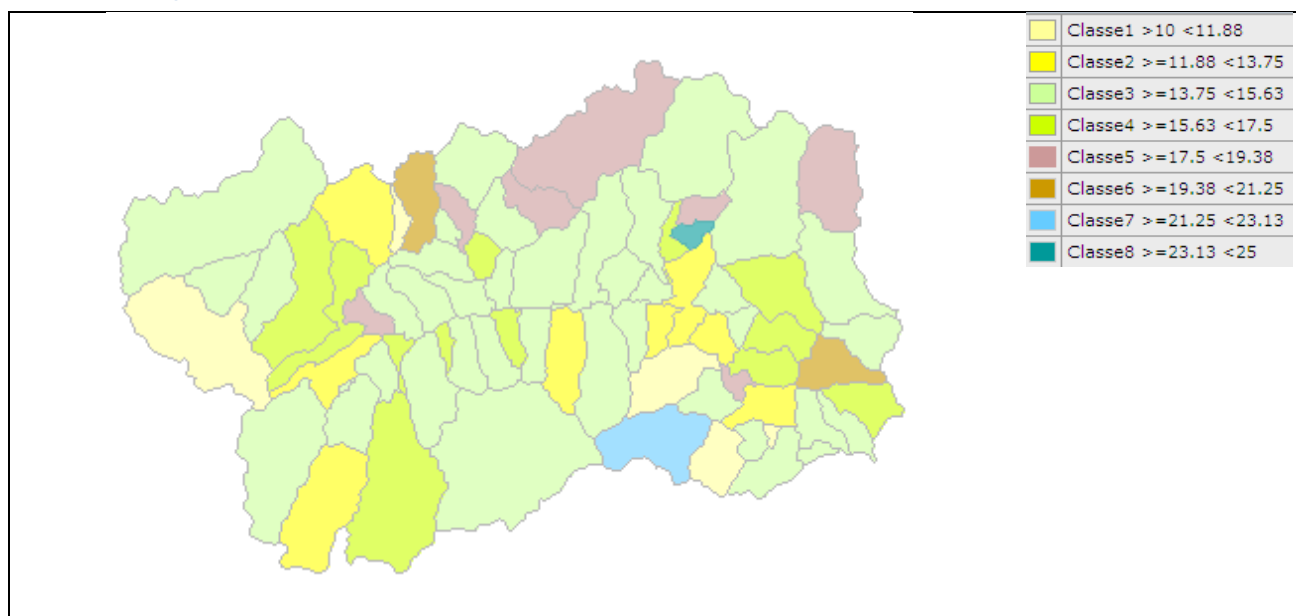 Classe1 >10 <11.88
Classe2 >=11.88 <13.75
Classe3 >=13.75 <15.63
Classe4 >=15.63 <17.5
Classe5 >=17.5 <19.38
Classe6 >=19.38 <21.25
Classe7 >=21.25 <23.13
Classe8 >=23.13 <25